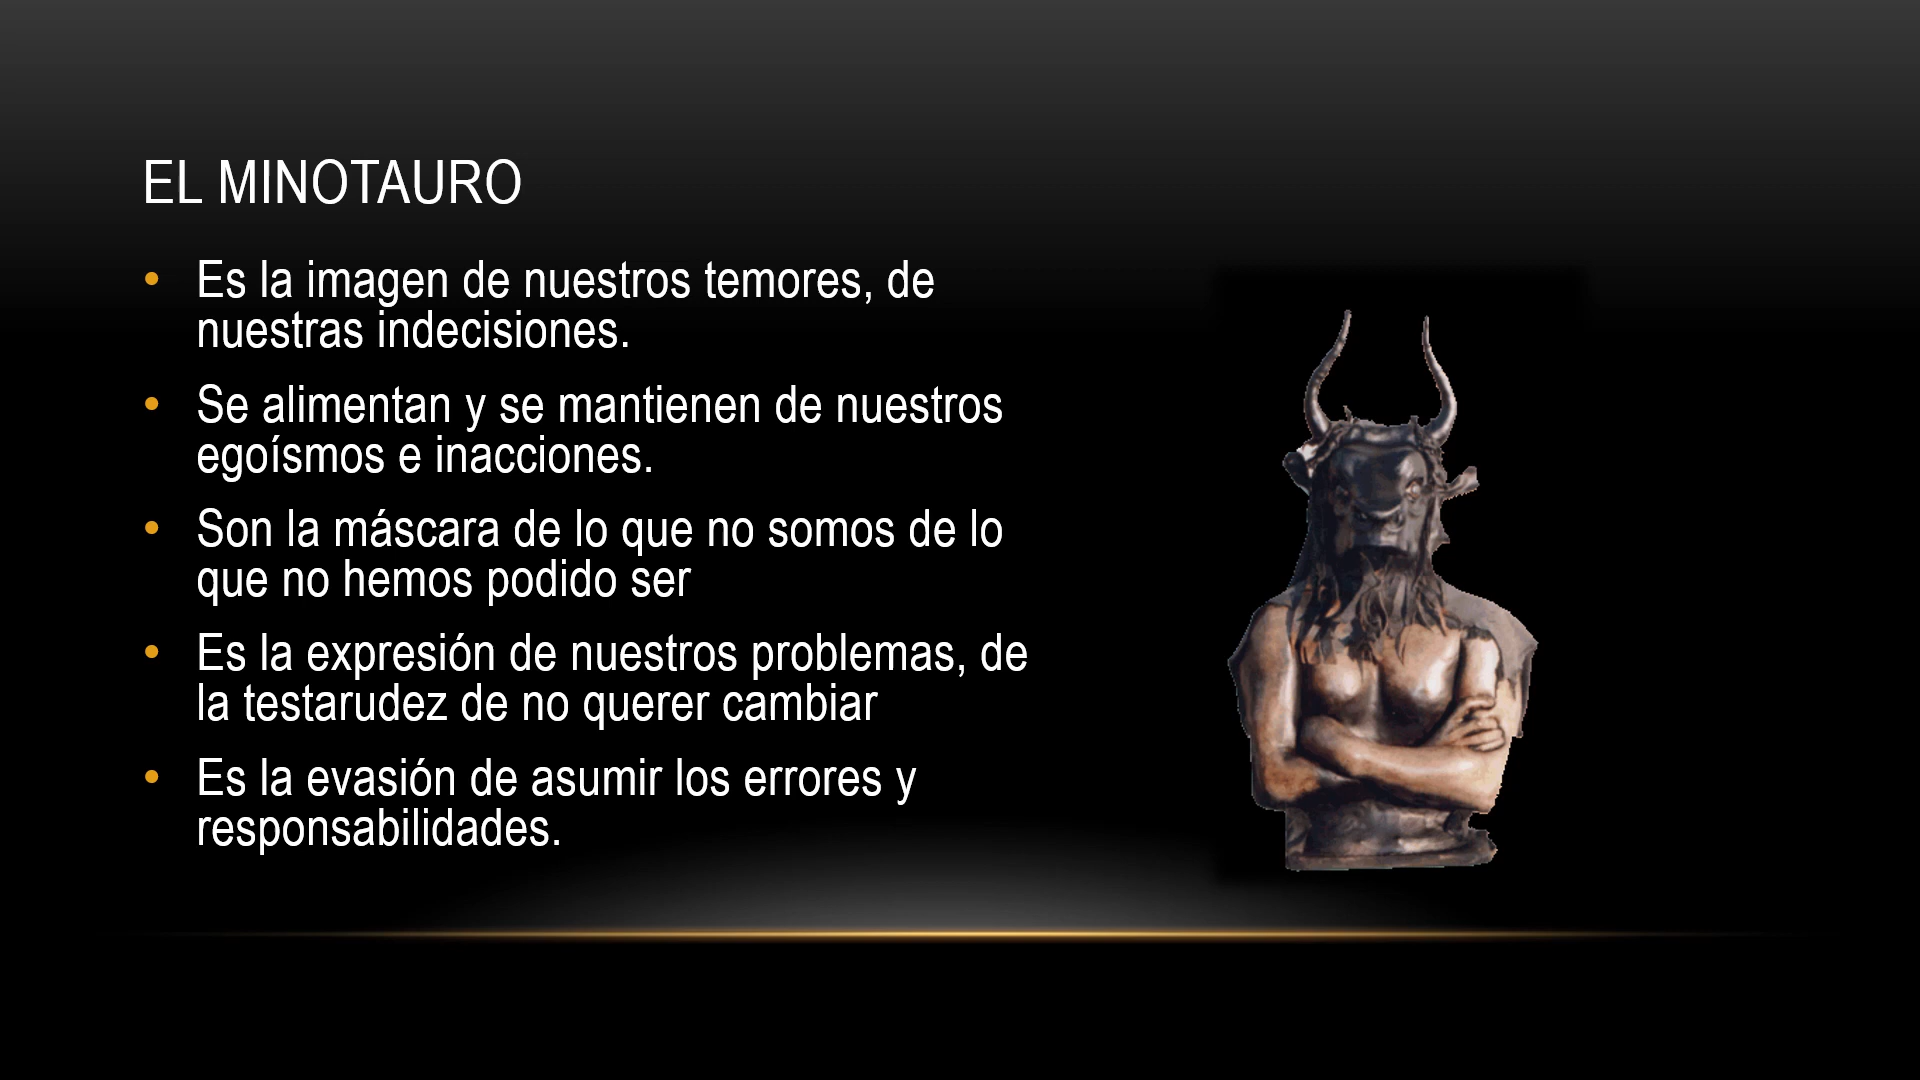 EL MINOTAURO
• Es la imagen de nuestros temores, de
nuestras indecisiones.
• Se alimentan y se mantienen de nuestros
egoísmos e inacciones.
• Son la máscara de lo que no somos de lo
que no hemos podido ser
• Es la expresión de nuestros problemas, de
la testarudez de no querer cambiar
• Es la evasión de asumir los errores y
responsabilidades.